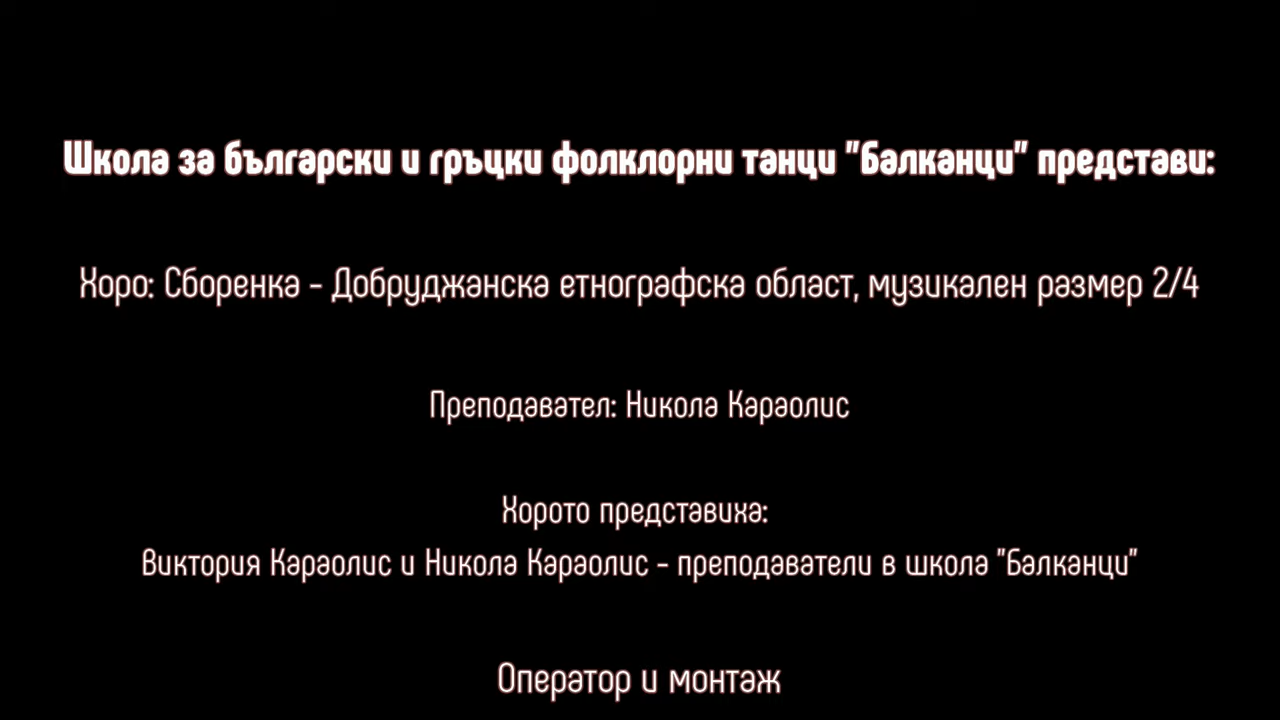 Школа за български и гръцки фолклорни танци "Балканци" представи:
Хоро: Сборенка - Добруджанска етнографска област, музикален размер 2/4
Преподавател: Никола Караолис
Хорото представиха:
Виктория Караолис и Никола Караолис - преподаватели в школа "Балканци"
Оператор и монтаж